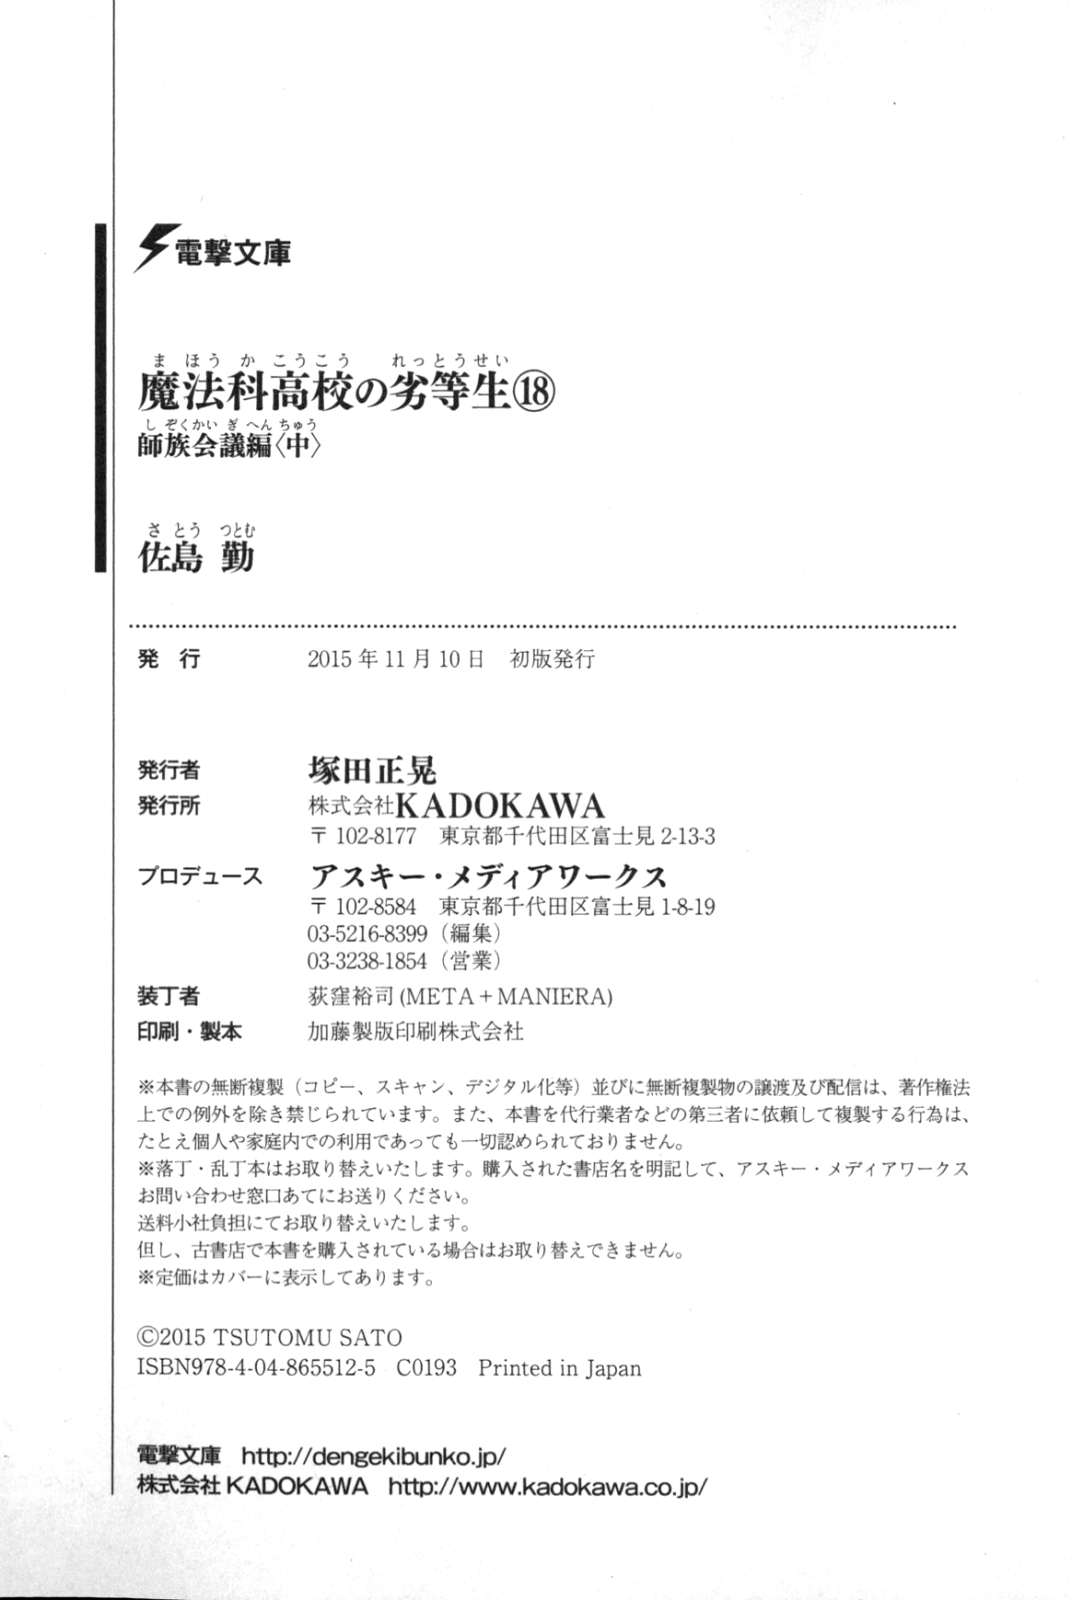 電撃文庫
ま ほう か こうこう れっとうせい
魔法科高校の劣等生⑱
し ぞくかい ぎ へん ちゅう
師族会議編〈中〉
さ とう つとむ
佐島 勤
発 行 2015年11月10日 初版発行
発行者 塚田正晃
発行所 株式会社KADOKAWA
〒102-8177 東京都千代田区富士見2-13-3
プロデュース アスキー・メディアワークス
〒102-8584 東京都千代田区富士見1-8-19
03-5216-8399（編集）
03-3238-1854（営業）
装丁者 荻窪裕司(META+MANIERA)
印刷・製本 加藤製版印刷株式会社
※本書の無断複製（コピー、スキャン、デジタル化等）並びに無断複製物の譲渡及び配信は、著作権法
上での例外を除き禁じられています。また、本書を代行業者などの第三者に依頼して複製する行為は、
たとえ個人や家庭内での利用であっても一切認められておりません。
※落丁・乱丁本はお取り替えいたします。購入された書店名を明記して、アスキー・メディアワークス
お問い合わせ窓口あてにお送りください。
送料小社負担にてお取り替えいたします。
但し、古書店で本書を購入されている場合はお取り替えできません。
※定価はカバーに表示してあります。
©2015 TSUTOMU SATO
ISBN978-4-04-865512-5 C0193 Printed in Japan
電撃文庫 http://dengekibunko.jp/
株式会社KADOKAWA http://www.kadokawa.co.jp/